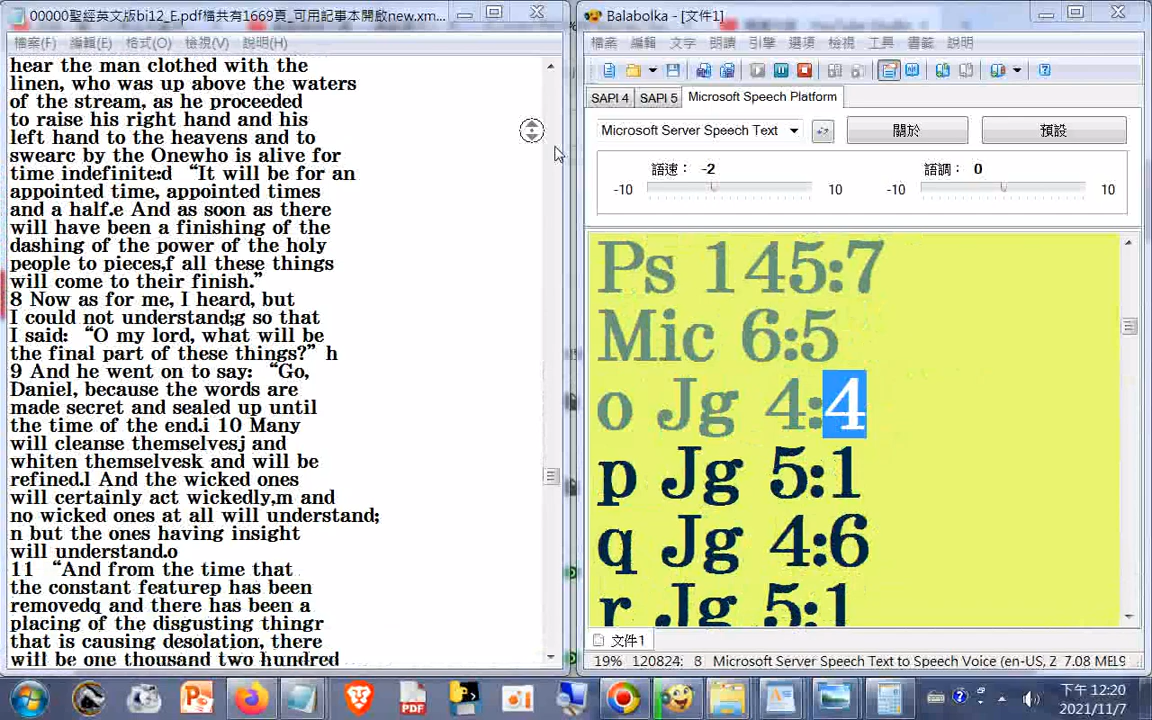 00000聖經英文版bi12_E.pdf檔共有1669頁_可用記事本開啟new.xm...
檔案(F) 編輯(E) 格式(O) 檢視(V) 說明(H)
hear the man clothed with the
linen, who was up above the waters
of the stream, as he proceeded
to raise his right hand and his
left hand to the heavens and to
swearc by the Onewho is alive for
time indefinite:d “It will be for an
appointed time, appointed times
and a half.e And as soon as there
will have been a finishing of the
dashing of the power of the holy
people to pieces,f all these things
will come to their finish.”
8 Now as for me, I heard, but
I could not understand;g so that
I said: “O my lord, what will be
the final part of these things?” h
9 And he went on to say: “Go,
Daniel, because the words are
made secret and sealed up until
the time of the end.i 10 Many
will cleanse themselvesj and
whiten themselvesk and will be
refined.l And the wicked ones
will certainly act wickedly,m and
no wicked ones at all will understand;
n but the ones having insight
will understand.o
11 “And from the time that
the constant featurep has been
removedq and there has been a
placing of the disgusting thingr
that is causing desolation, there
will be one thousand two hundred
Balabolka - [文件1]
檔案 編輯 文字 朗讀 引擎 選項 檢視 工具 書籤 說明
SAPI 4 SAPI 5 Microsoft Speech Platform
Microsoft Server Speech Text 關於 預設
語速： -2 語調： 0
-10 10 -10 10
Ps 145:7
Mic 6:5
o Jg 4:4
p Jg 5:1
q Jg 4:6
r Jg 5:1
文件1
19% 120824: 8 Microsoft Server Speech Text to Speech Voice (en-US, Z 7.08 MB
下午 12:20
2021/11/7